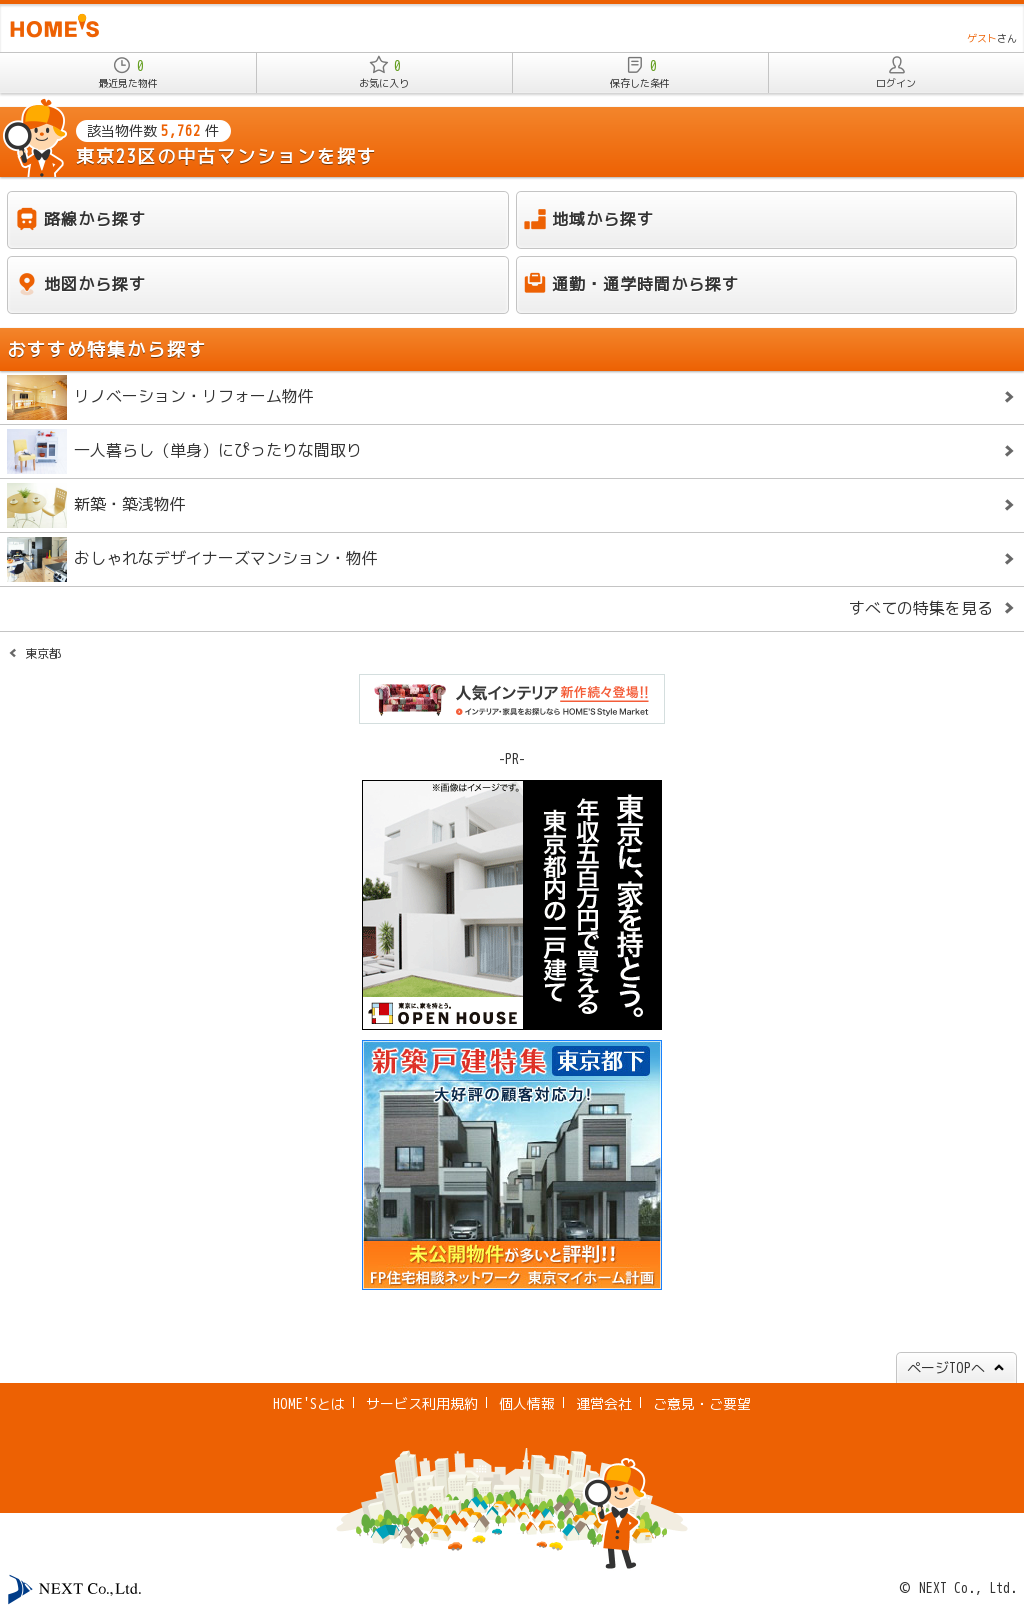 HOME'S
ゲストさん
0
最近見た物件
0
お気に入り
0
保存した条件
ログイン
該当物件数 5,762 件
東京23区の中古マンションを探す
路線から探す
地域から探す
地図から探す
通勤・通学時間から探す
おすすめ特集から探す
リノベーション・リフォーム物件
一人暮らし（単身）にぴったりな間取り
新築・築浅物件
おしゃれなデザイナーズマンション・物件
すべての特集を見る
東京都
人気インテリア 新作続々登場!!
インテリア・家具をお探しなら HOME'S Style Market
-PR-
※画像はイメージです。
東京に、家を持とう。
年収五百万円で買える
東京都内の一戸建て
東京に、家を持とう。
OPEN HOUSE
新築戸建特集 東京都下
大好評の顧客対応力!
未公開物件が多いと評判!!
FP住宅相談ネットワーク 東京マイホーム計画
ページTOPへ
HOME'Sとは
サービス利用規約
個人情報
運営会社
ご意見・ご要望
NEXT Co., Ltd.
© NEXT Co., Ltd.